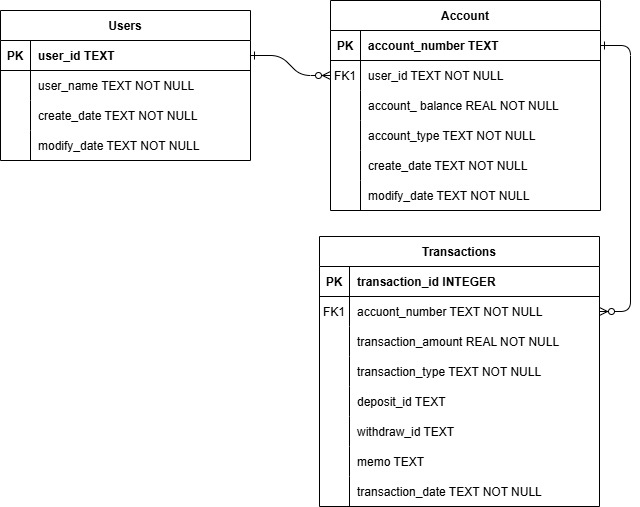 Users
PK user_id TEXT
user_name TEXT NOT NULL
create_date TEXT NOT NULL
modify_date TEXT NOT NULL
Account
PK account_number TEXT
FK1 user_id TEXT NOT NULL
account_ balance REAL NOT NULL
account_type TEXT NOT NULL
create_date TEXT NOT NULL
modify_date TEXT NOT NULL
Transactions
PK transaction_id INTEGER
FK1 accuont_number TEXT NOT NULL
transaction_amount REAL NOT NULL
transaction_type TEXT NOT NULL
deposit_id TEXT
withdraw_id TEXT
memo TEXT
transaction_date TEXT NOT NULL